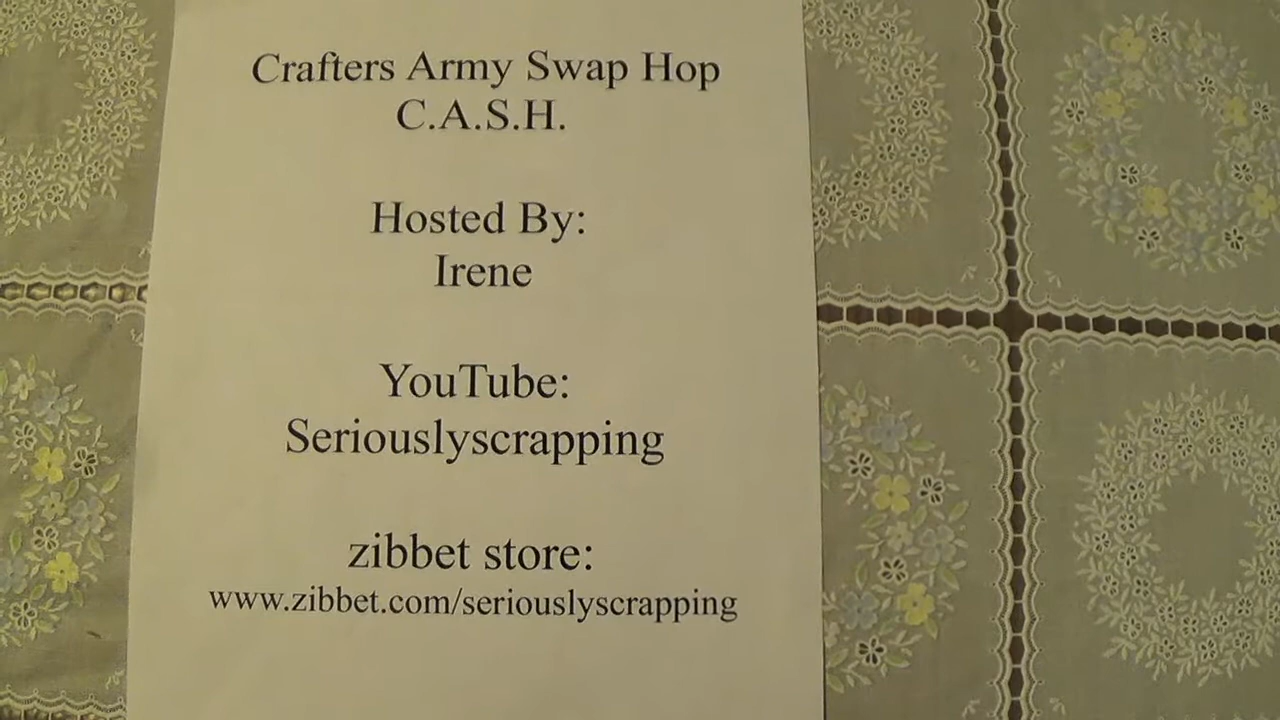 Crafters Army Swap Hop
C.A.S.H.
Hosted By:
Irene
YouTube:
Seriouslyscrapping
zibbet store:
www.zibbet.com/seriouslyscrapping